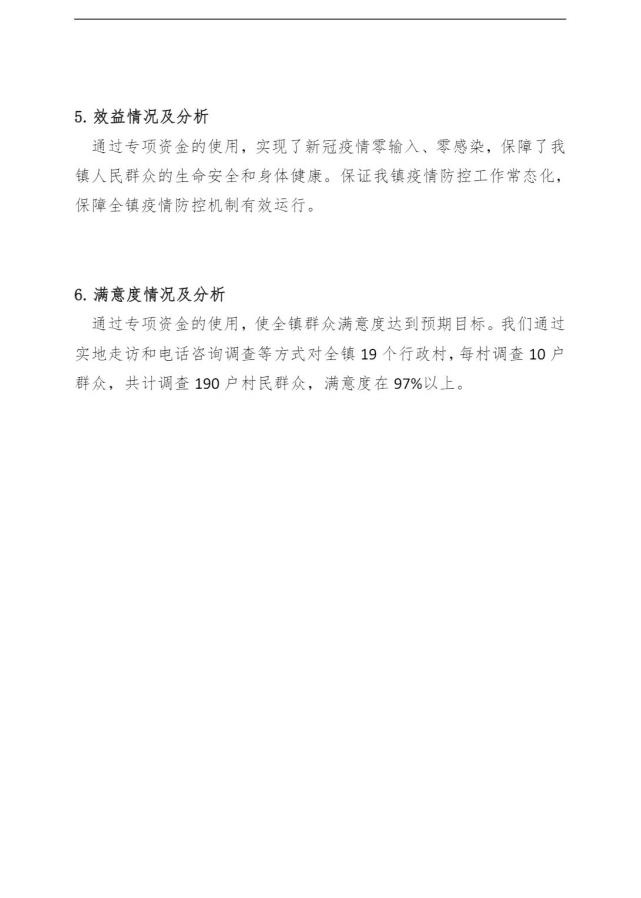 5. 效益情况及分析
通过专项资金的使用，实现了新冠疫情零输入、零感染，保障了我
镇人民群众的生命安全和身体健康。保证我镇疫情防控工作常态化，
保障全镇疫情防控机制有效运行。
6. 满意度情况及分析
通过专项资金的使用，使全镇群众满意度达到预期目标。我们通过
实地走访和电话咨询调查等方式对全镇 19 个行政村，每村调查 10 户
群众，共计调查 190 户村民群众，满意度在 97%以上。